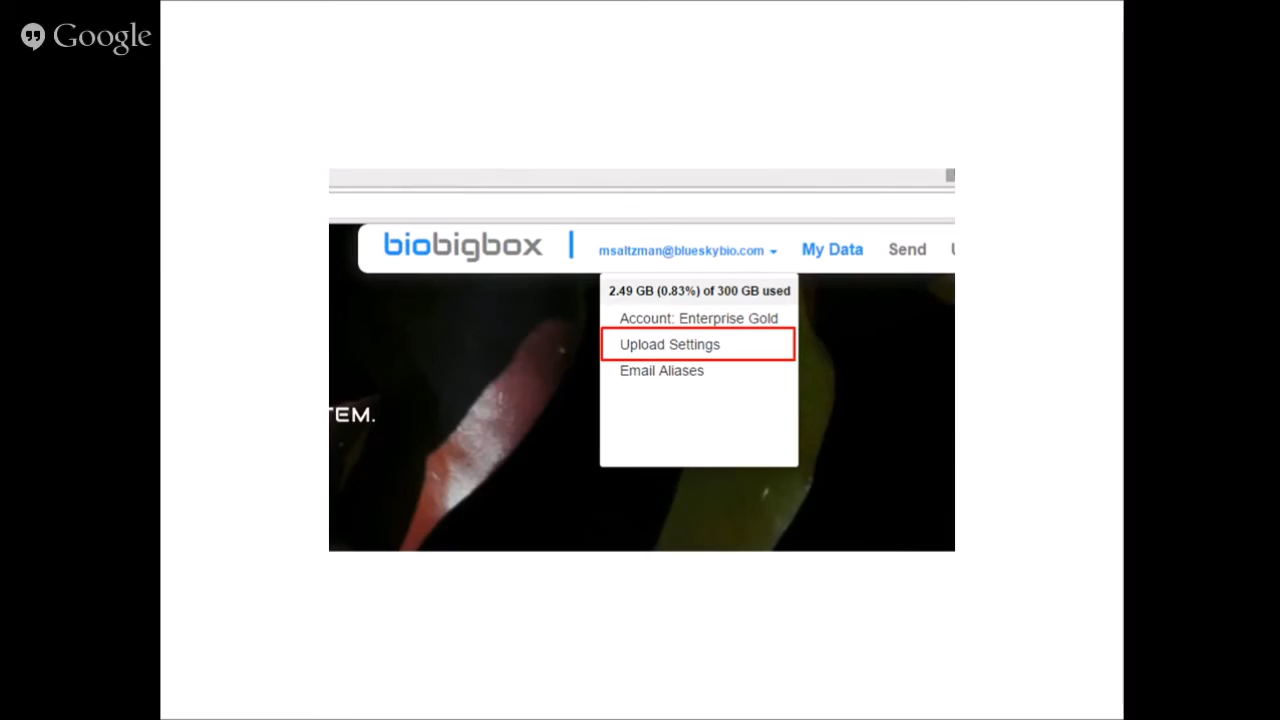 Google
biobigbox
msaltzman@blueskybio.com My Data Send
2.49 GB (0.83%) of 300 GB used
Account: Enterprise Gold
Upload Settings
Email Aliases
TEM.